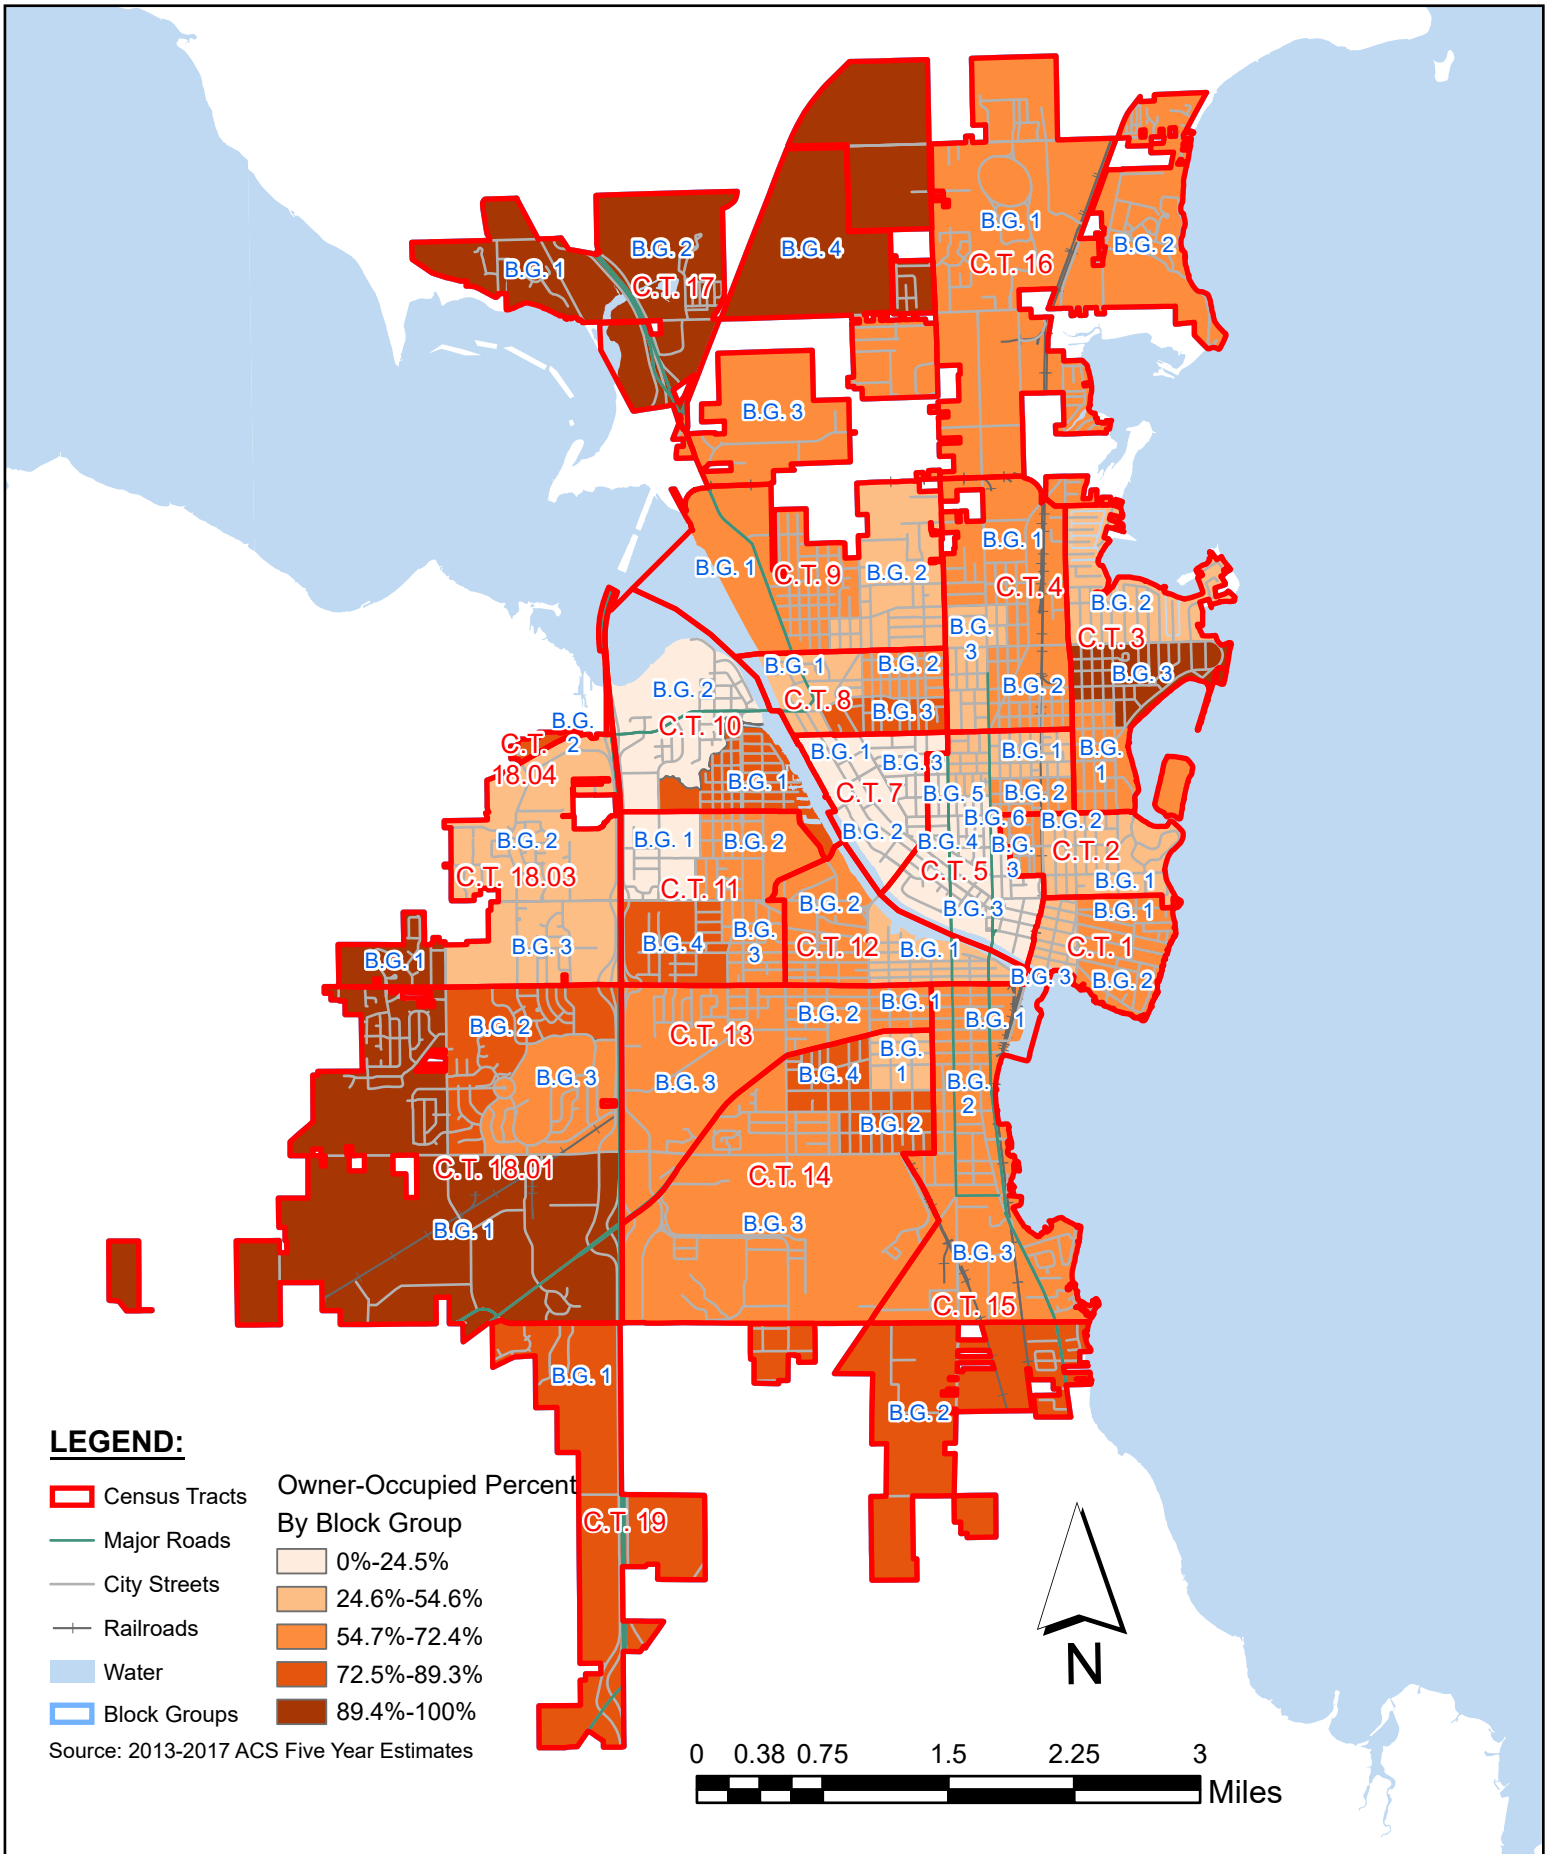 B.G. 1
B.G. 2
B.G. 2
B.G. 4
B.G. 1
C.T. 16
C.T. 17
B.G. 3
B.G. 1
B.G. 1
C.T. 9
B.G. 2
C.T. 4
B.G. 2
B.G.
3
C.T. 3
B.G. 1
B.G. 2
B.G. 3
B.G. 2
B.G. 2
C.T. 8
B.G. 3
B.G.
2
C.T. 10
C.T.
18.04
B.G. 1
B.G. 3
B.G. 1
B.G.
1
B.G. 1
C.T. 7
B.G. 5
B.G. 2
B.G. 6
B.G. 2
B.G. 2
B.G. 1
B.G. 2
B.G. 2
B.G. 4
B.G.
3
C.T. 2
C.T. 18.03
C.T. 11
C.T. 5
B.G. 1
B.G. 2
B.G. 3
B.G. 1
B.G. 3
B.G. 4
B.G.
3
C.T. 12
B.G. 1
C.T. 1
B.G. 1
B.G. 3
B.G. 2
B.G. 1
B.G. 2
B.G. 1
B.G. 2
C.T. 13
B.G.
1
B.G. 3
B.G. 3
B.G. 4
B.G.
2
B.G. 2
C.T. 18.01
C.T. 14
B.G. 1
B.G. 3
B.G. 3
C.T. 15
B.G. 1
B.G. 2
C.T. 19
LEGEND:
Census Tracts
Major Roads
City Streets
Railroads
Water
Block Groups
Owner-Occupied Percent
By Block Group
0%-24.5%
24.6%-54.6%
54.7%-72.4%
72.5%-89.3%
89.4%-100%
Source: 2013-2017 ACS Five Year Estimates
N
0 0.38 0.75 1.5 2.25 3
Miles